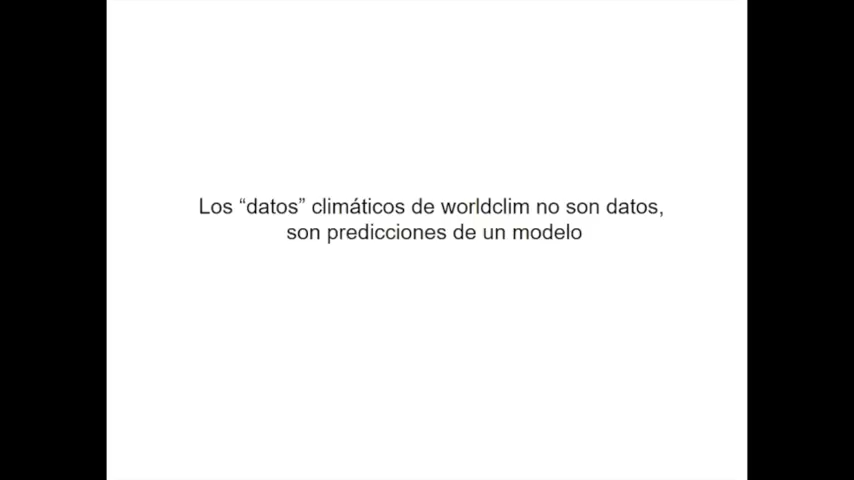 Los “datos” climáticos de worldclim no son datos,
son predicciones de un modelo